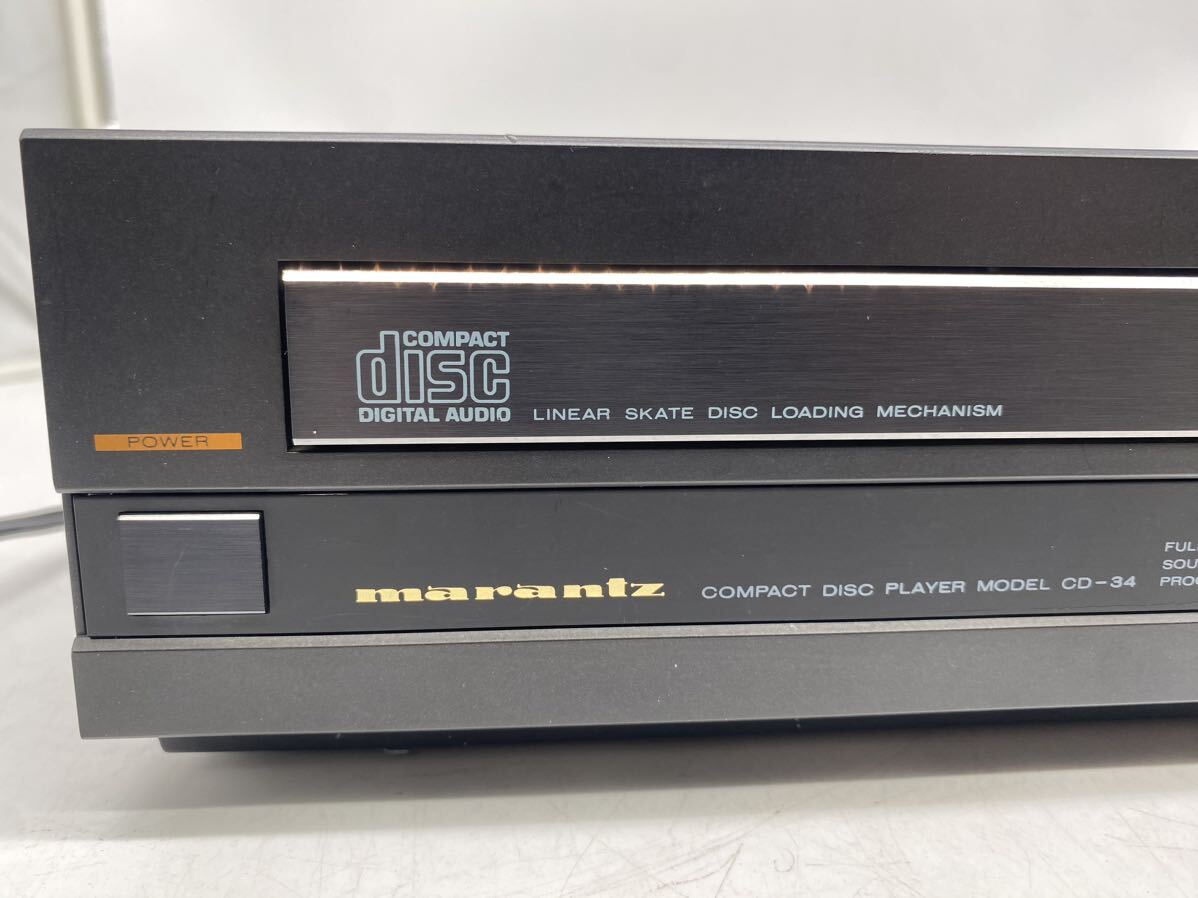 COMPACT
disc
DIGITAL AUDIO
LINEAR SKATE DISC LOADING MECHANISM
POWER
marantz
COMPACT DISC PLAYER MODEL CD-34